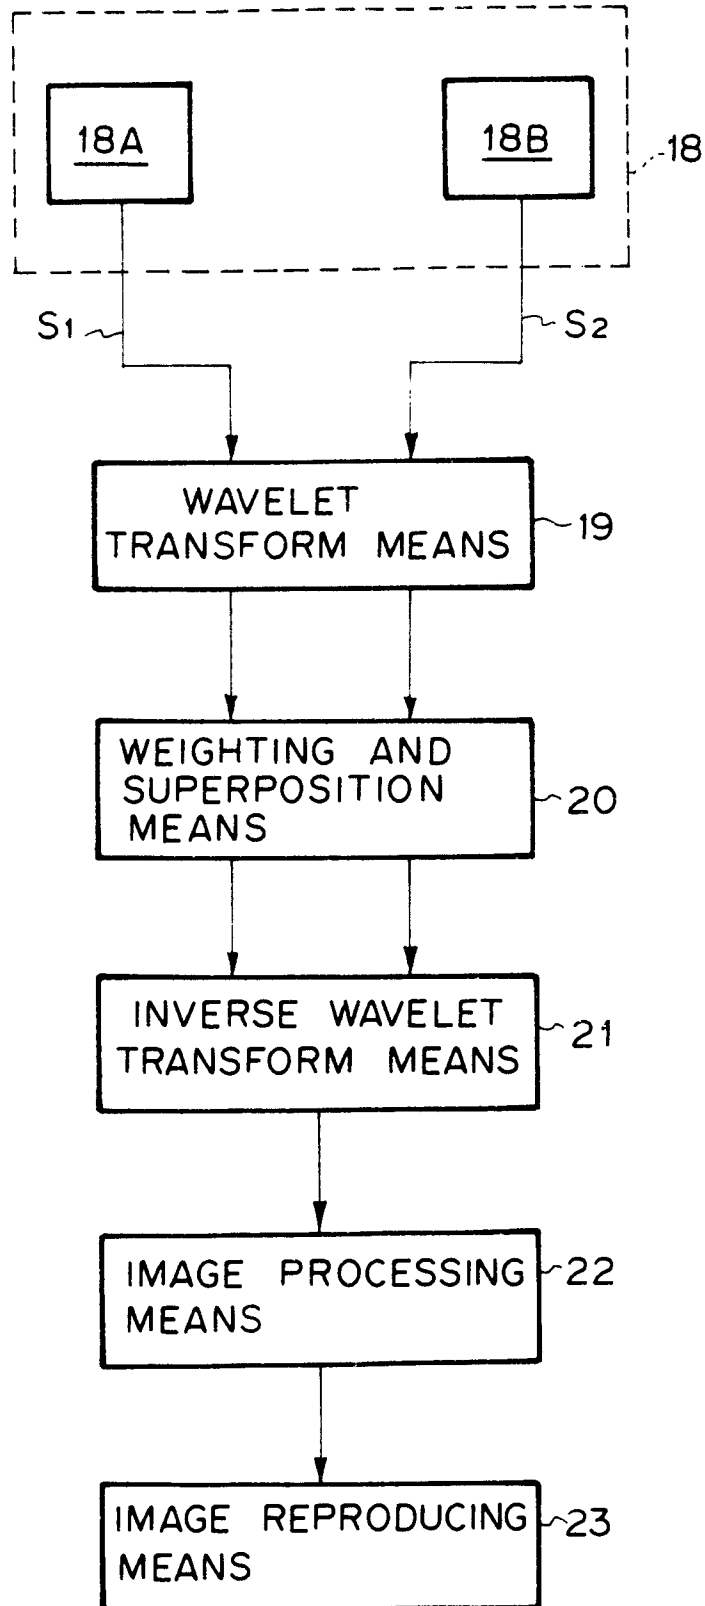 18A
18B
18
S1
S2
WAVELET
TRANSFORM MEANS
19
WEIGHTING AND
SUPERPOSITION
MEANS
20
INVERSE WAVELET
TRANSFORM MEANS
21
IMAGE PROCESSING
MEANS
22
IMAGE REPRODUCING
MEANS
23